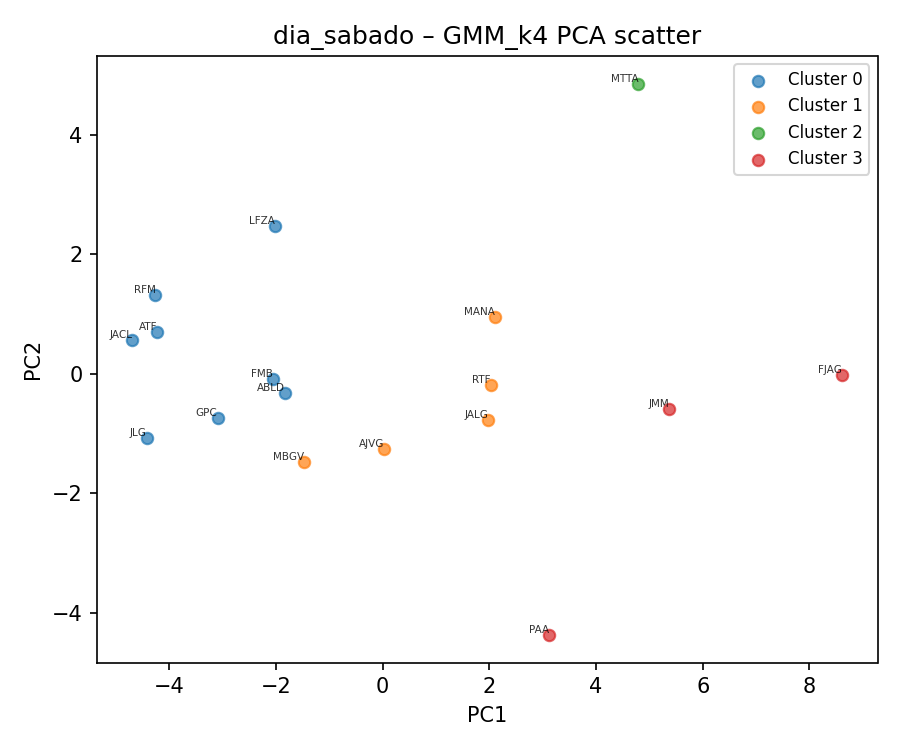 dia_sabado – GMM_k4 PCA scatter
Cluster 0
Cluster 1
Cluster 2
Cluster 3
MTTA
LFZA
RFM
ATF
JACL
MANA
FMB
ABLD
RTF
FJAG
JMM
GPC
JALG
JLG
AJVG
MBGV
PAA
4
2
0
−2
−4
PC2
−4
−2
0
2
4
6
8
PC1